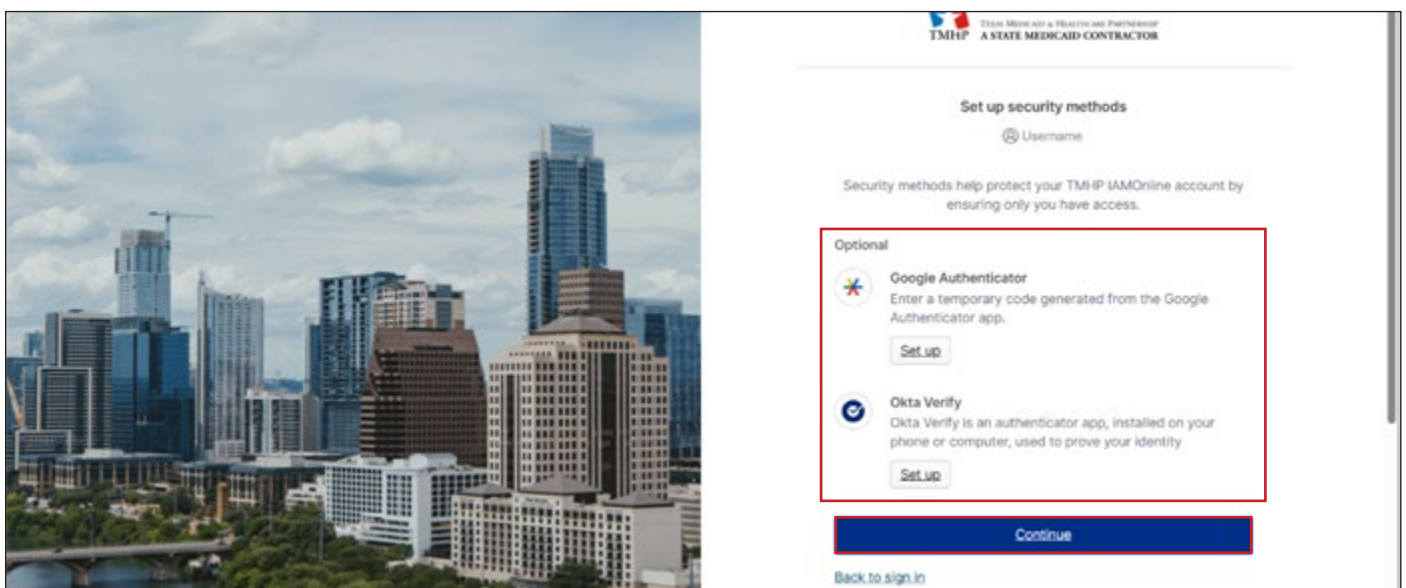 TEXAS MEDICAID & HEALTHCARE PARTNERSHIP
TMHP A STATE MEDICAID CONTRACTOR
Set up security methods
Username
Security methods help protect your TMHP IAMOnline account by
ensuring only you have access.
Optional
Google Authenticator
Enter a temporary code generated from the Google
Authenticator app.
Set up
Okta Verify
Okta Verify is an authenticator app, installed on your
phone or computer, used to prove your identity
Set up
Continue
Back to sign in